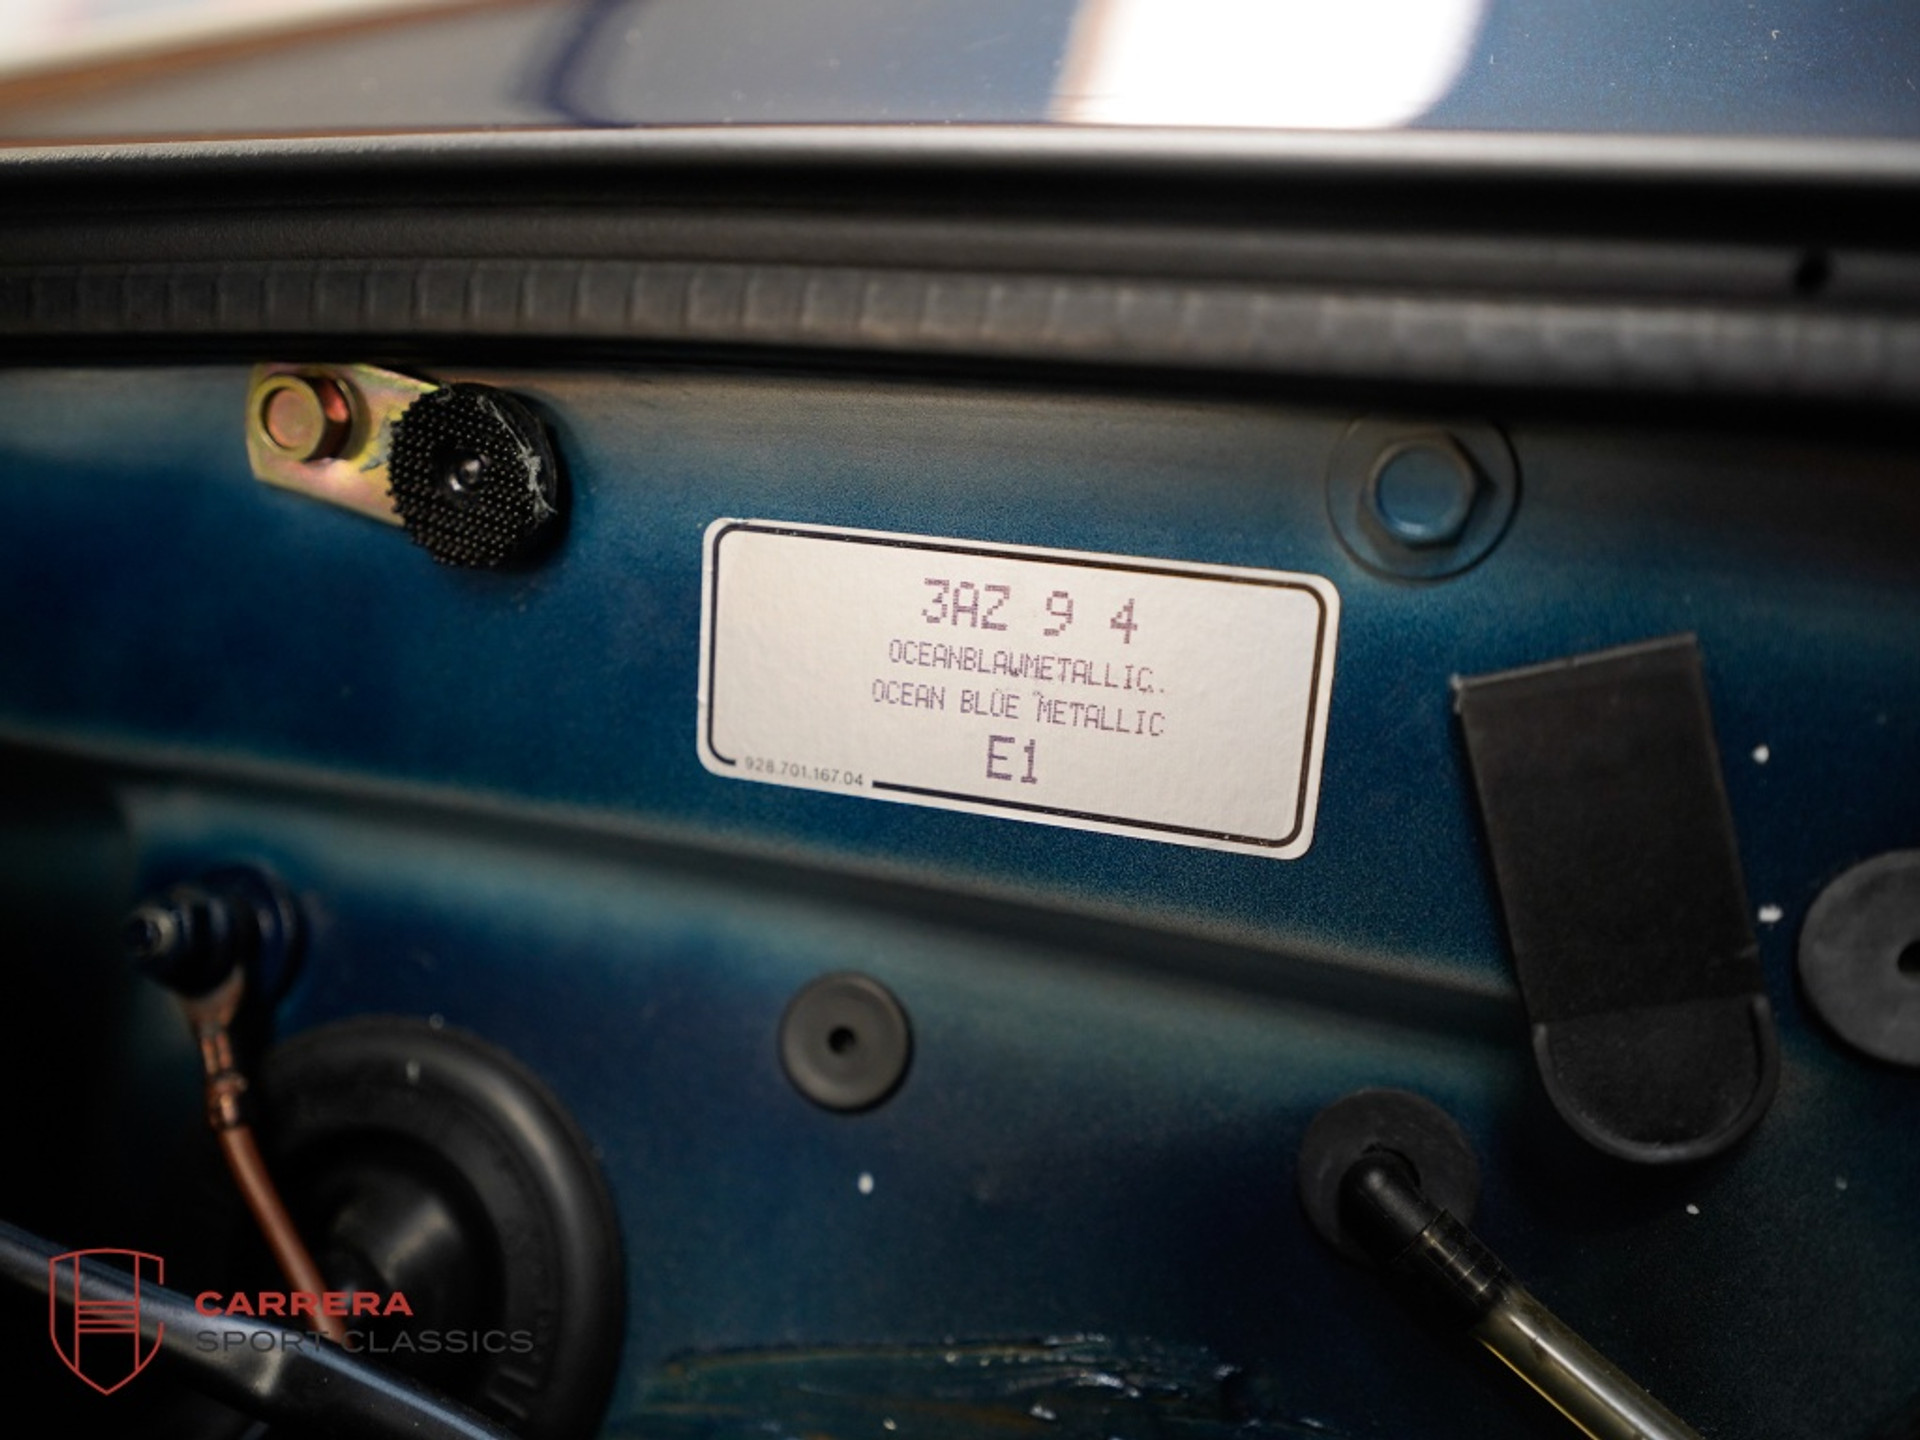 3AZ 9 4
OCEANBLAUMETALLIC.
OCEAN BLUE METALLIC
E1
928.701.167.04
CARRERA
SPORT CLASSICS